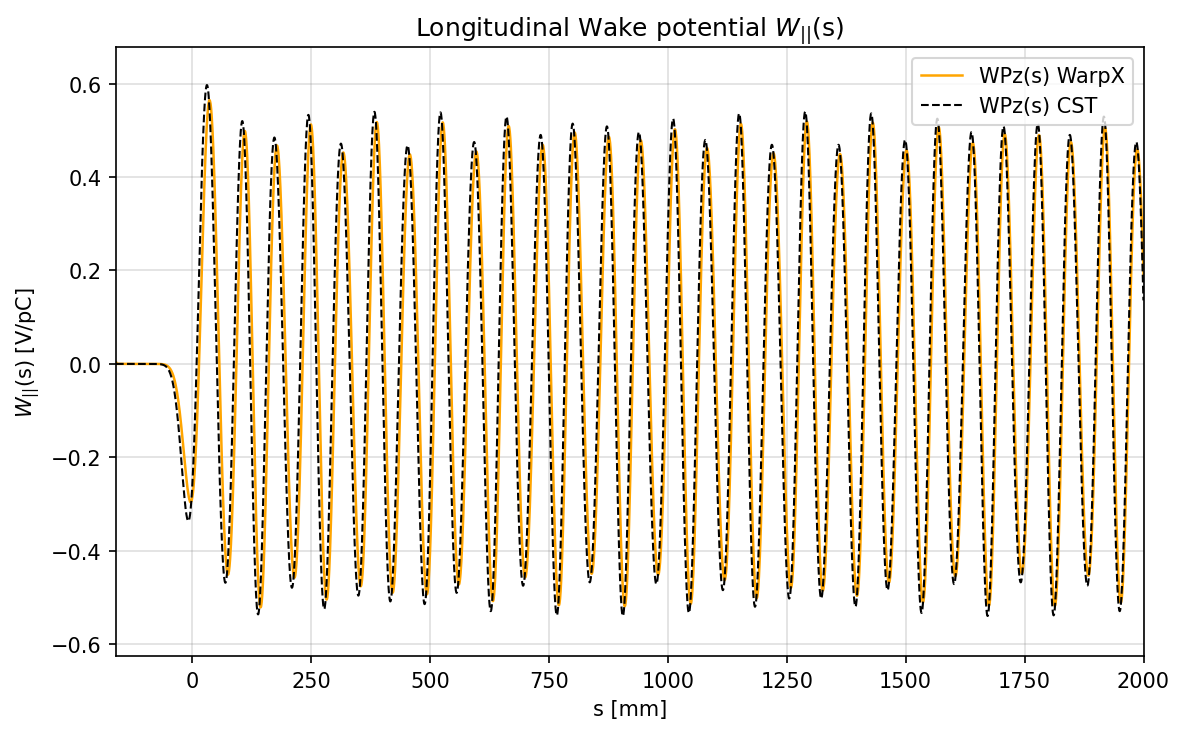 Longitudinal Wake potential W||(s)
WPz(s) WarpX
WPz(s) CST
W||(s) [V/pC]
0.6
0.4
0.2
0.0
−0.2
−0.4
−0.6
0 250 500 750 1000 1250 1500 1750 2000
s [mm]